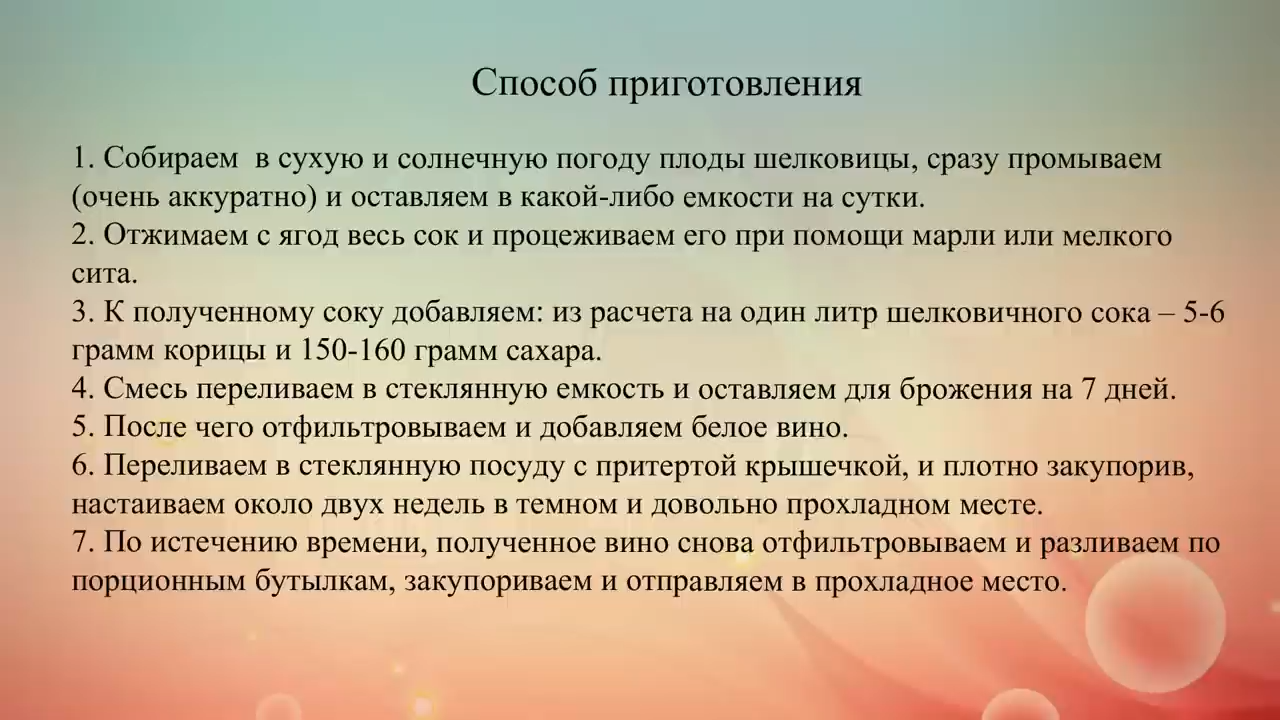 Способ приготовления
1. Собираем  в сухую и солнечную погоду плоды шелковицы, сразу промываем
(очень аккуратно) и оставляем в какой-либо емкости на сутки.
2. Отжимаем с ягод весь сок и процеживаем его при помощи марли или мелкого
сита.
3. К полученному соку добавляем: из расчета на один литр шелковичного сока – 5-6
грамм корицы и 150-160 грамм сахара.
4. Смесь переливаем в стеклянную емкость и оставляем для брожения на 7 дней.
5. После чего отфильтровываем и добавляем белое вино.
6. Переливаем в стеклянную посуду с притертой крышечкой, и плотно закупорив,
настаиваем около двух недель в темном и довольно прохладном месте.
7. По истечению времени, полученное вино снова отфильтровываем и разливаем по
порционным бутылкам, закупориваем и отправляем в прохладное место.